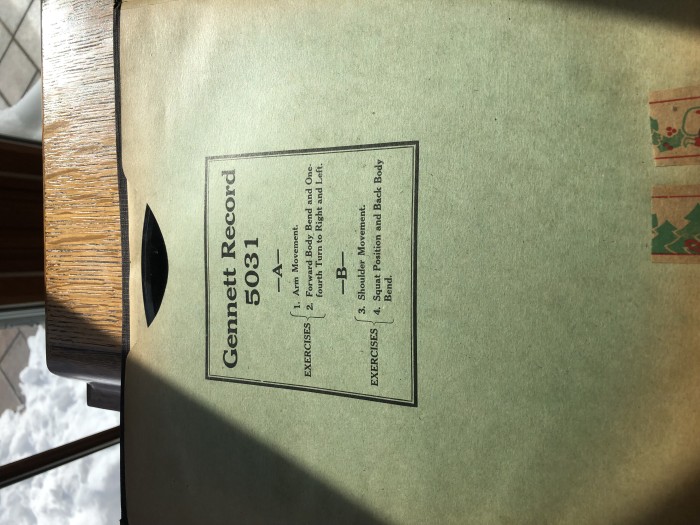 Gennett Record
5031
—A—
EXERCISES { 1. Arm Movement.
2. Forward Body Bend and One-
fourth Turn to Right and Left.
—B—
EXERCISES { 3. Shoulder Movement.
4. Squat Position and Back Body
Bend.